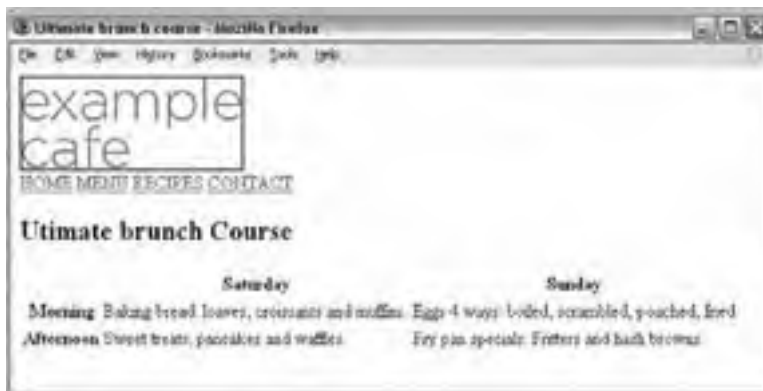 Ultimate brunch course - Mozilla Firefox
File Edit View History Bookmarks Tools Help
example
cafe
HOME MENU RECIPES CONTACT
Utimate brunch Course
Saturday Sunday
Morning Baking bread: loaves, croissants and muffins. Eggs 4 ways: boiled, scrambled, poached, fried.
Afternoon Sweet treats, pancakes and waffles. Fry pan specials: Fritters and hash browns.